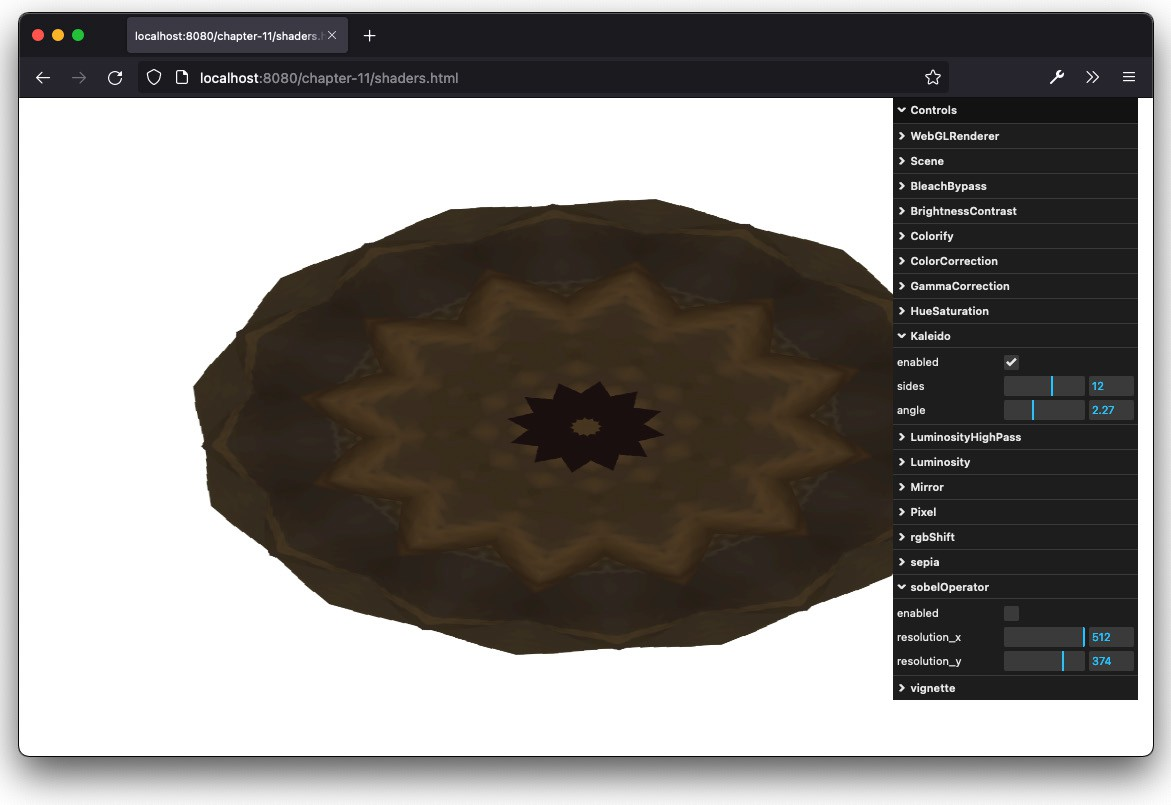 localhost:8080/chapter-11/shaders.
localhost:8080/chapter-11/shaders.html
Controls
WebGLRenderer
Scene
BleachBypass
BrightnessContrast
Colorify
ColorCorrection
GammaCorrection
HueSaturation
Kaleido
enabled
sides 12
angle 2.27
LuminosityHighPass
Luminosity
Mirror
Pixel
rgbShift
sepia
sobelOperator
enabled
resolution_x 512
resolution_y 374
vignette